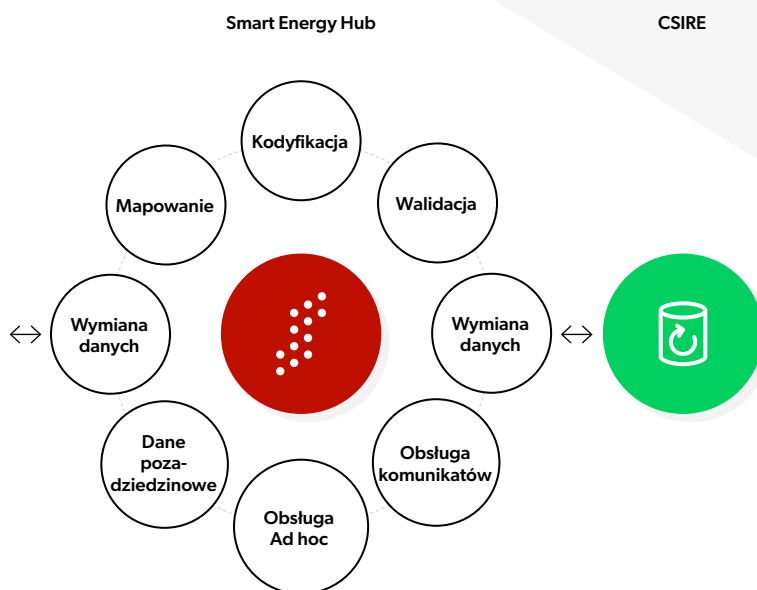 Smart Energy Hub
CSIRE
Kodyfikacja
Mapowanie
Walidacja
Wymiana
danych
Wymiana
danych
Dane
poza-
dziedzinowe
Obsługa
komunikatów
Obsługa
Ad hoc